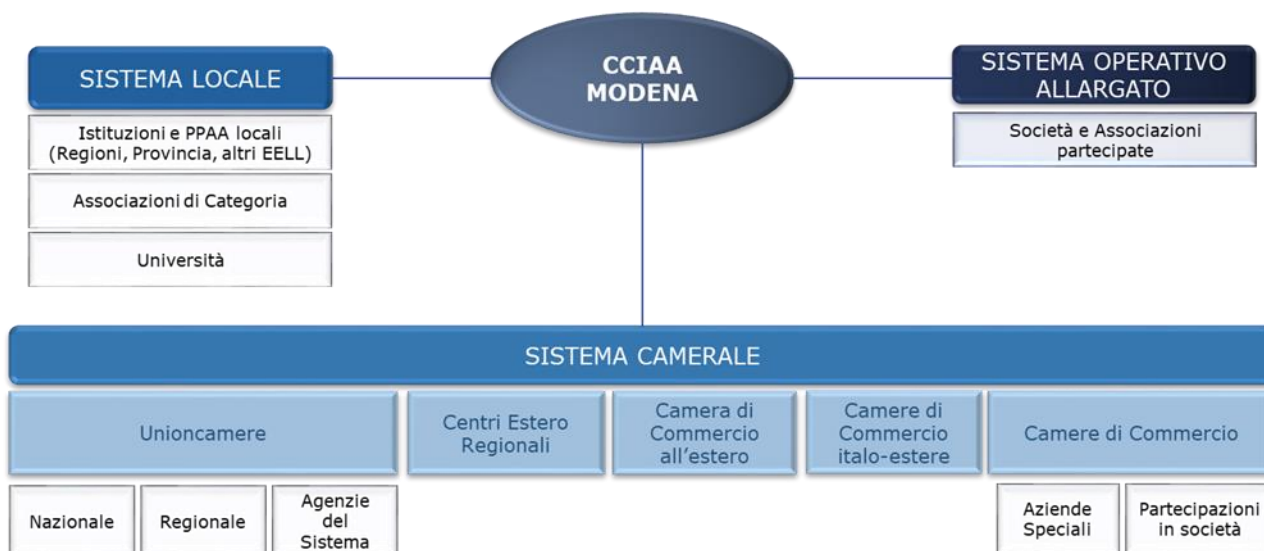 CCIAA
MODENA
SISTEMA LOCALE
Istituzioni e PPAA locali
(Regioni, Provincia, altri EELL)
Associazioni di Categoria
Università
SISTEMA OPERATIVO
ALLARGATO
Società e Associazioni
partecipate
SISTEMA CAMERALE
Unioncamere
Centri Estero
Regionali
Camera di
Commercio
all'estero
Camere di
Commercio
italo-estere
Camere di Commercio
Nazionale
Regionale
Agenzie
del
Sistema
Aziende
Speciali
Partecipazioni
in società